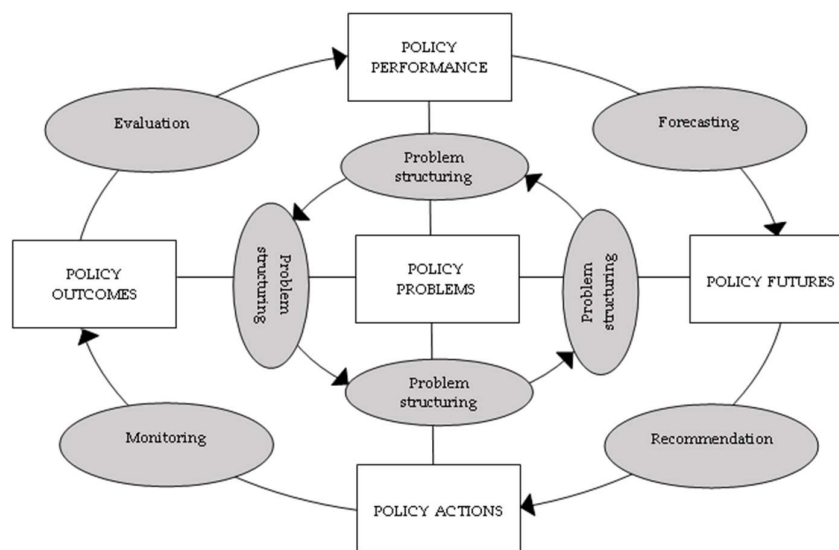 POLICY
PERFORMANCE
Evaluation
Forecasting
Problem
structuring
POLICY
OUTCOMES
Problem
structuring
POLICY
PROBLEMS
Problem
structuring
POLICY FUTURES
Problem
structuring
Monitoring
Recommendation
POLICY ACTIONS